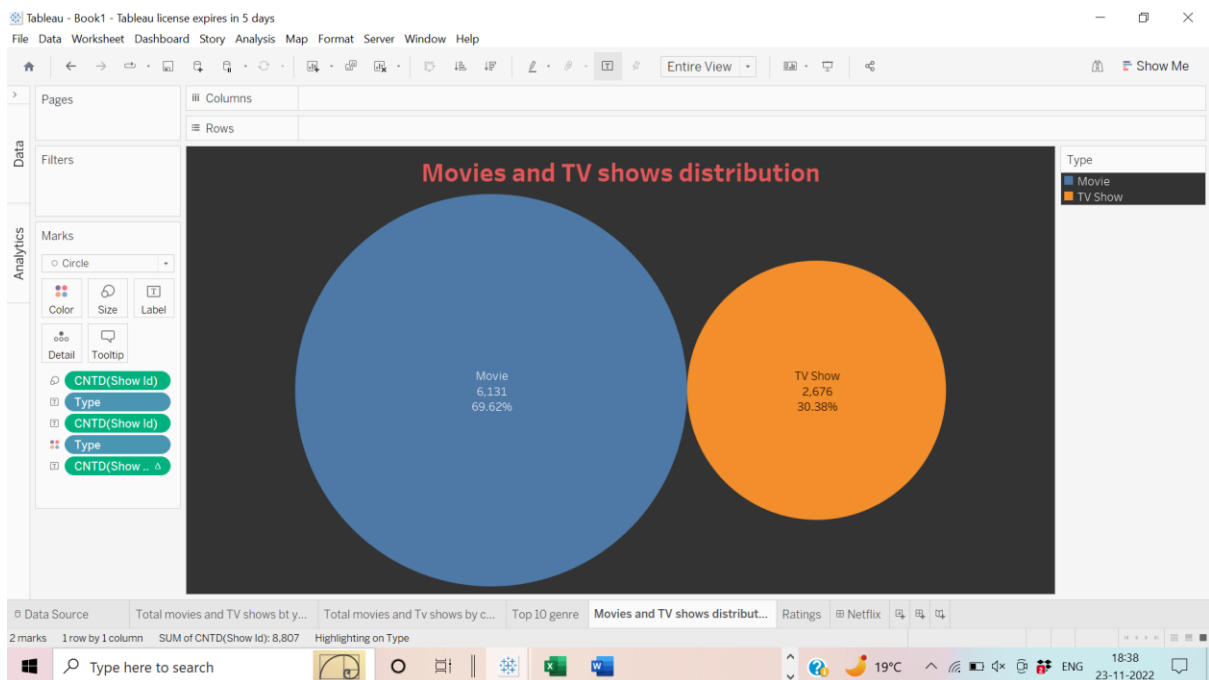 Tableau - Book1 - Tableau license expires in 5 days
File Data Worksheet Dashboard Story Analysis Map Format Server Window Help
Entire View
Show Me
Pages
Columns
Rows
Data
Filters
Movies and TV shows distribution
Type
Movie
TV Show
Analytics
Marks
Circle
Color Size Label
Detail Tooltip
CNTD(Show Id)
Type
CNTD(Show Id)
Type
CNTD(Show ..
Movie
6,131
69.62%
TV Show
2,676
30.38%
Data Source Total movies and TV shows bt y... Total movies and Tv shows by c... Top 10 genre Movies and TV shows distribut... Ratings Netflix
2 marks 1 row by 1 column SUM of CNTD(Show Id): 8,807 Highlighting on Type
Type here to search
19°C ENG
18:38
23-11-2022